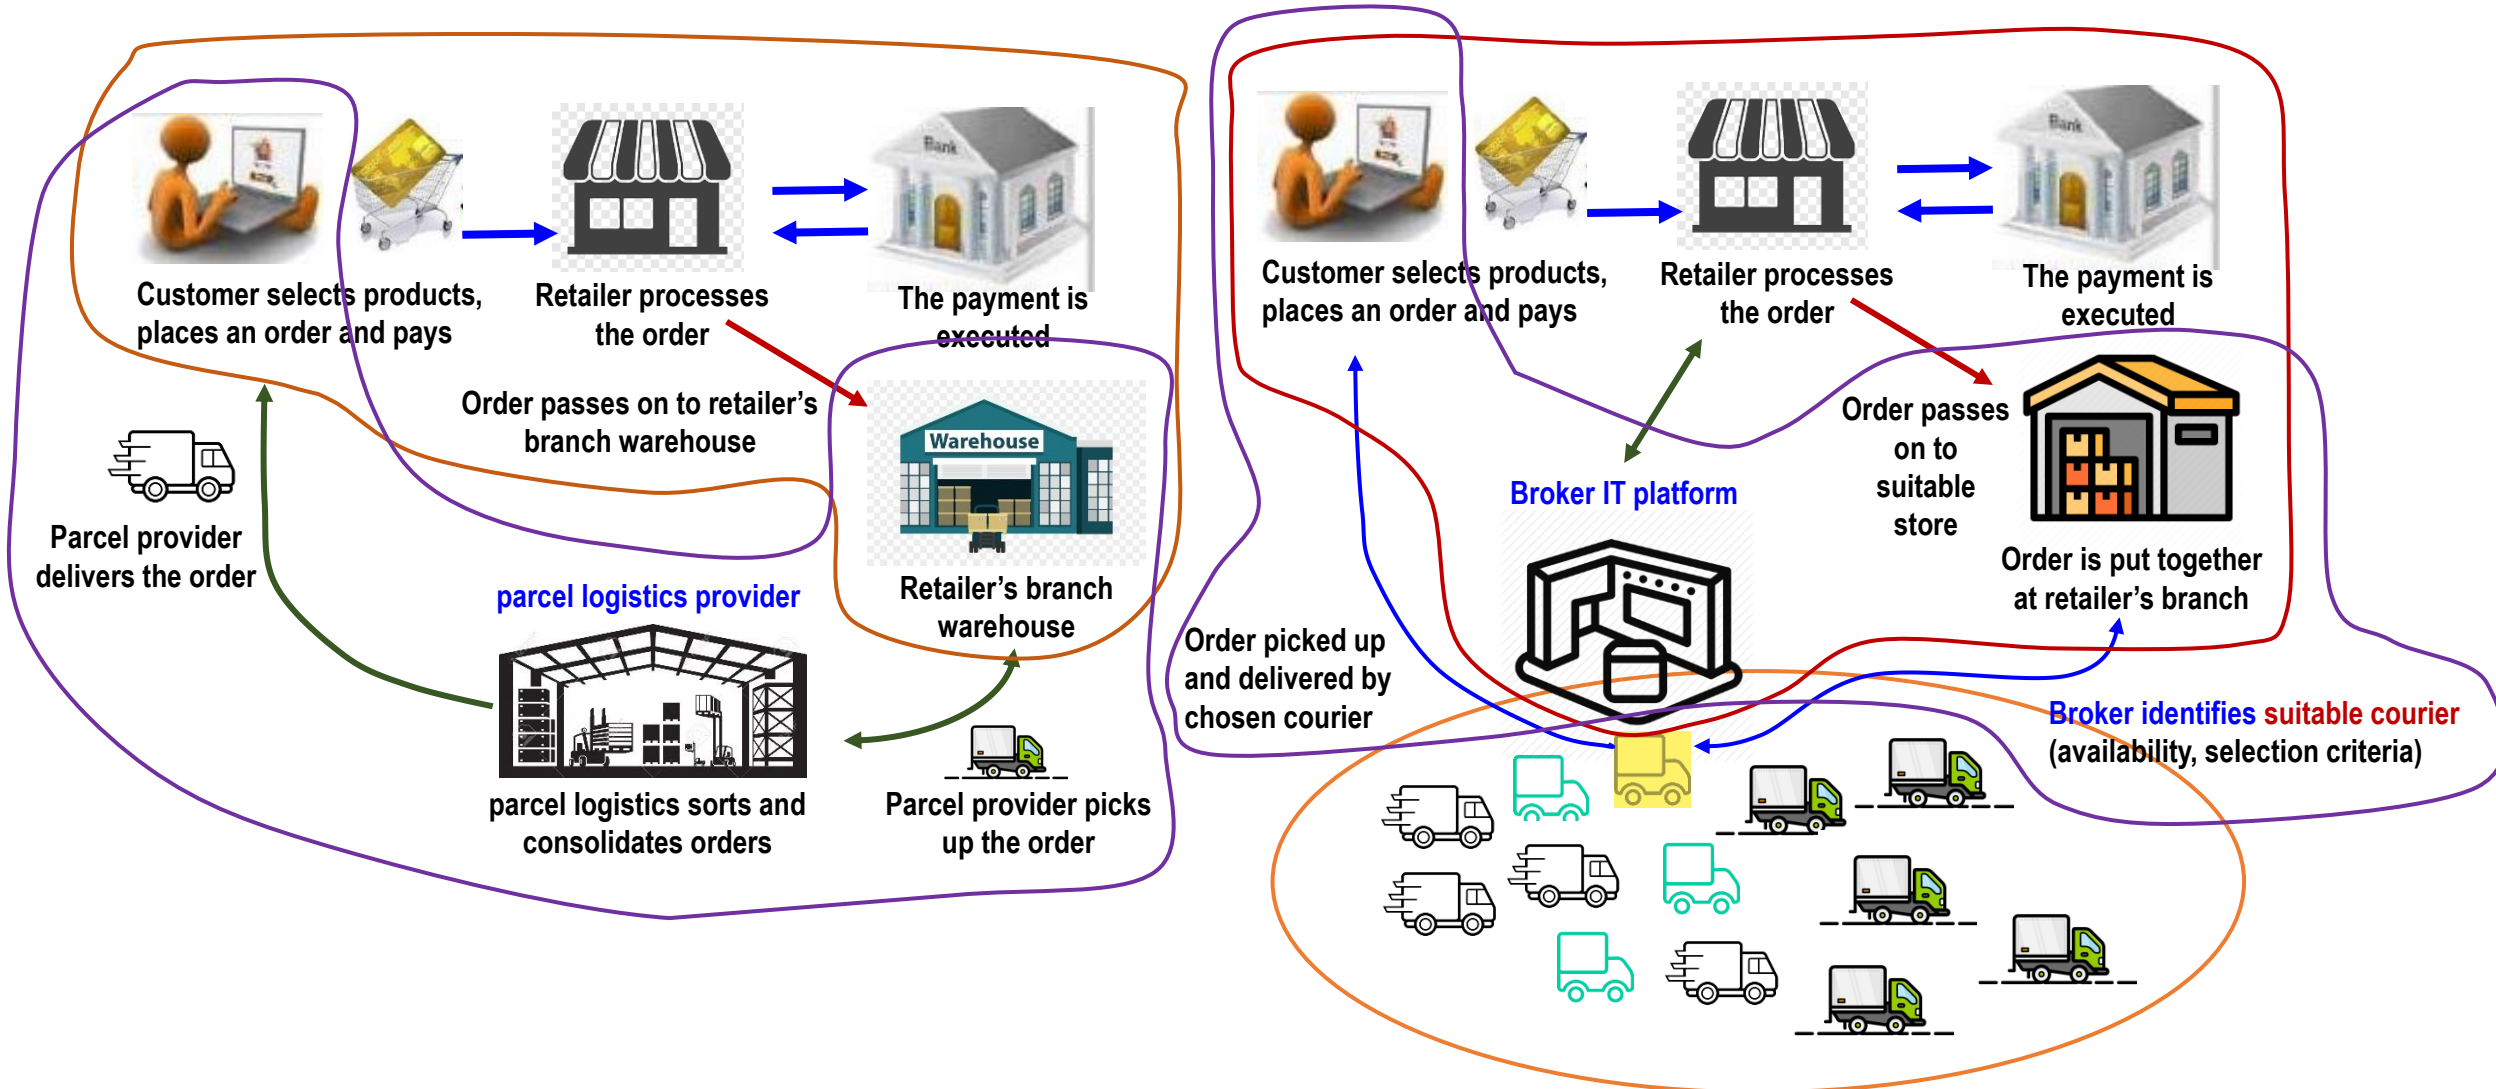 Bank
Customer selects products,
places an order and pays
Retailer processes
the order
The payment is
executed
Order passes on to retailer's
branch warehouse
Warehouse
Retailer's branch
warehouse
Parcel provider
delivers the order
parcel logistics provider
parcel logistics sorts and
consolidates orders
Parcel provider picks
up the order
Bank
Customer selects products,
places an order and pays
Retailer processes
the order
The payment is
executed
Order passes
on to
suitable
store
Broker IT platform
Order is put together
at retailer's branch
Order picked up
and delivered by
chosen courier
Broker identifies suitable courier
(availability, selection criteria)